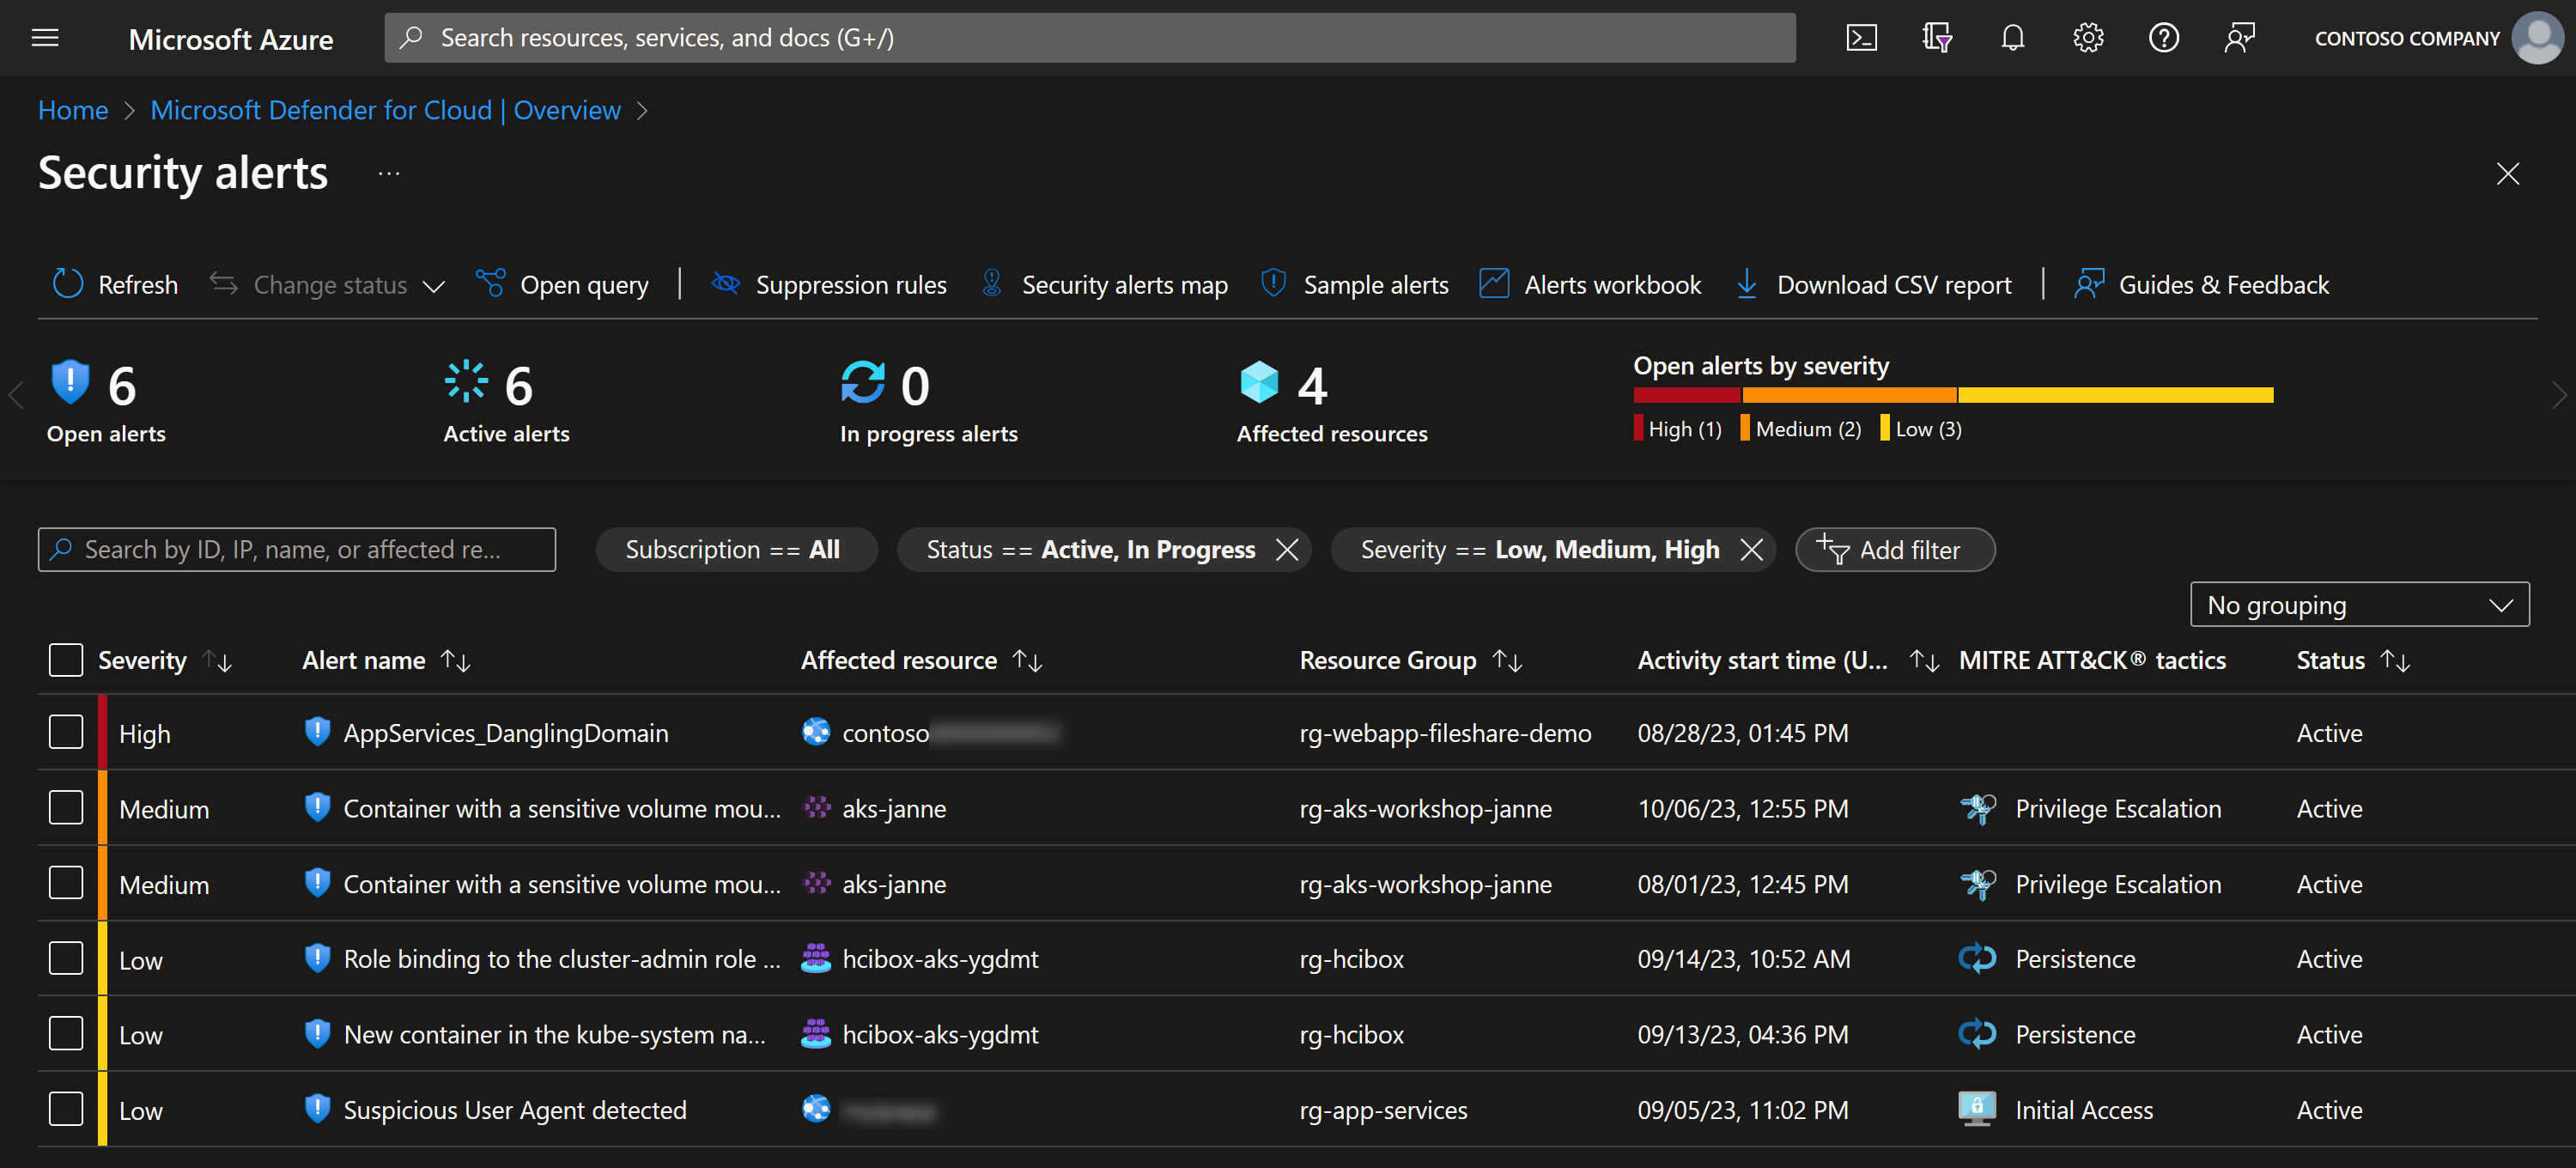 Microsoft Azure
Search resources, services, and docs (G+/)
CONTOSO COMPANY
Home > Microsoft Defender for Cloud | Overview >
Security alerts ...
Refresh Change status Open query | Suppression rules Security alerts map Sample alerts Alerts workbook Download CSV report | Guides & Feedback
6 6 0 4
Open alerts Active alerts In progress alerts Affected resources
Open alerts by severity
High (1) Medium (2) Low (3)
Search by ID, IP, name, or affected re... Subscription == All Status == Active, In Progress Severity == Low, Medium, High Add filter
No grouping
Severity Alert name Affected resource Resource Group Activity start time (U... MITRE ATT&CK® tactics Status
High AppServices_DanglingDomain contoso rg-webapp-fileshare-demo 08/28/23, 01:45 PM Active
Medium Container with a sensitive volume mou... aks-janne rg-aks-workshop-janne 10/06/23, 12:55 PM Privilege Escalation Active
Medium Container with a sensitive volume mou... aks-janne rg-aks-workshop-janne 08/01/23, 12:45 PM Privilege Escalation Active
Low Role binding to the cluster-admin role ... hcibox-aks-ygdmt rg-hcibox 09/14/23, 10:52 AM Persistence Active
Low New container in the kube-system na... hcibox-aks-ygdmt rg-hcibox 09/13/23, 04:36 PM Persistence Active
Low Suspicious User Agent detected rg-app-services 09/05/23, 11:02 PM Initial Access Active